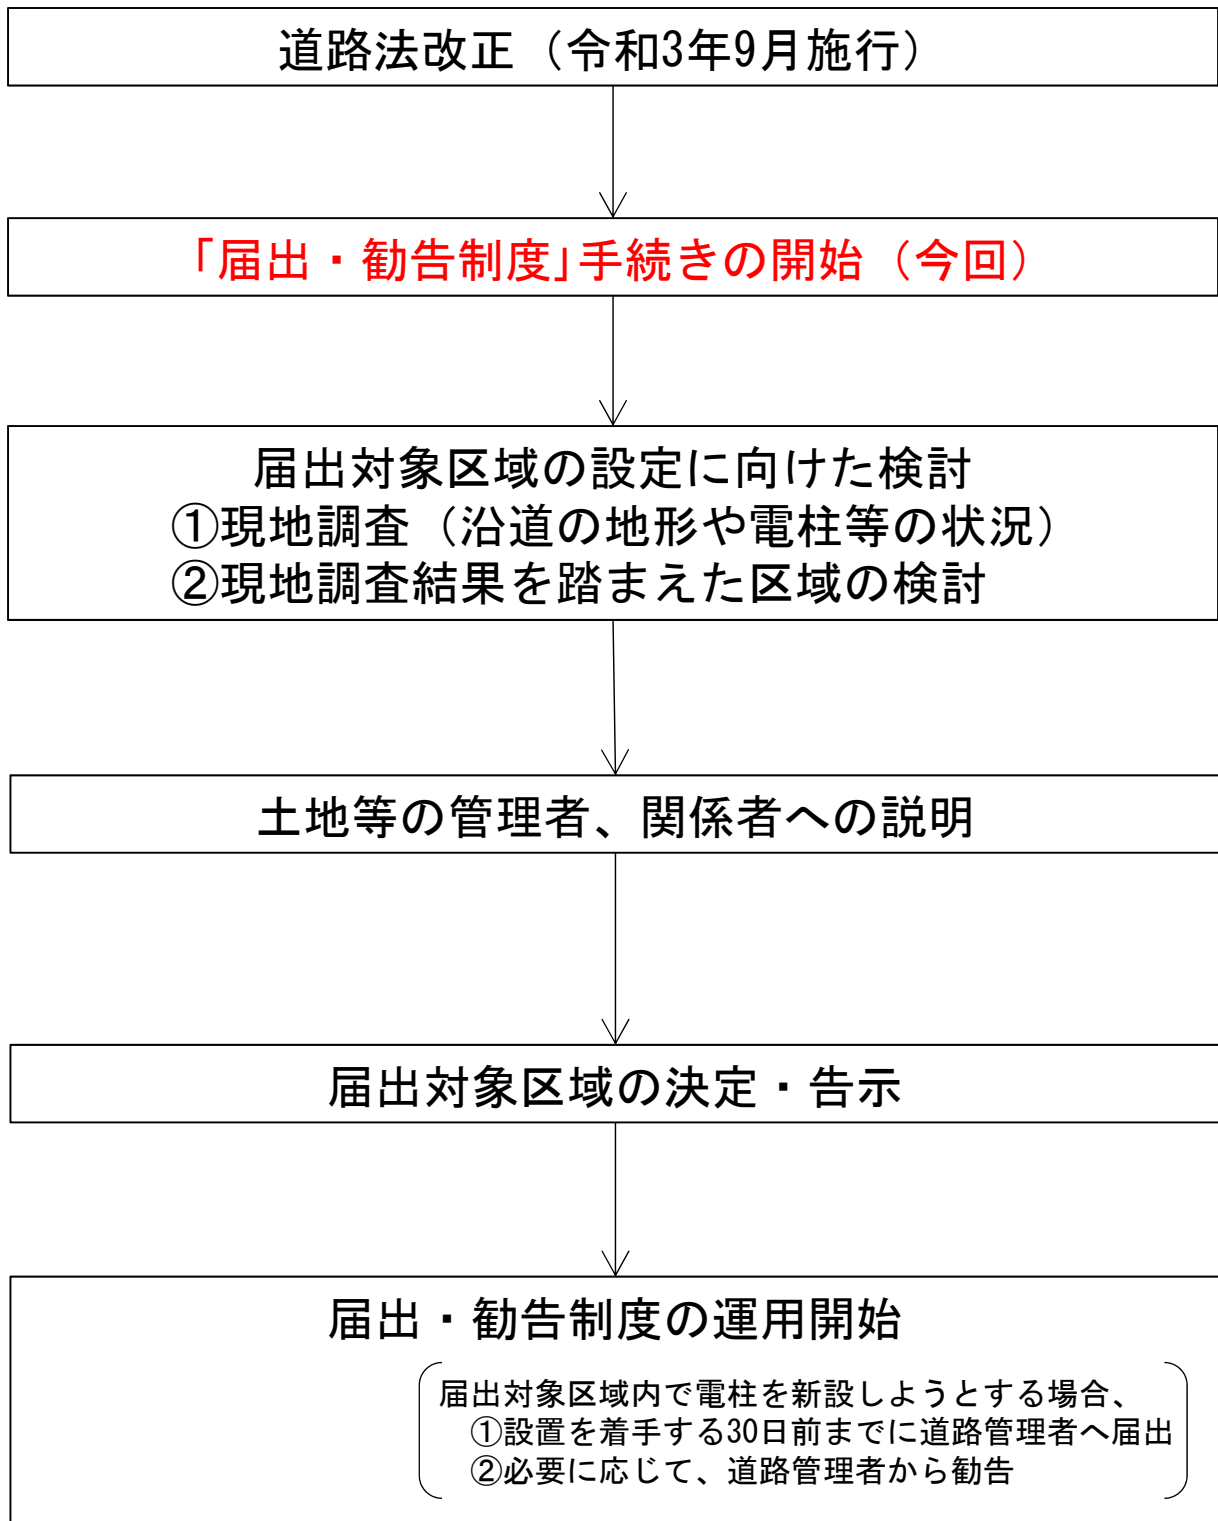 道路法改正（令和3年9月施行）
「届出・勧告制度」手続きの開始（今回）
届出対象区域の設定に向けた検討
①現地調査（沿道の地形や電柱等の状況）
②現地調査結果を踏まえた区域の検討
土地等の管理者、関係者への説明
届出対象区域の決定・告示
届出・勧告制度の運用開始
届出対象区域内で電柱を新設しようとする場合、
①設置を着手する30日前までに道路管理者へ届出
②必要に応じて、道路管理者から勧告